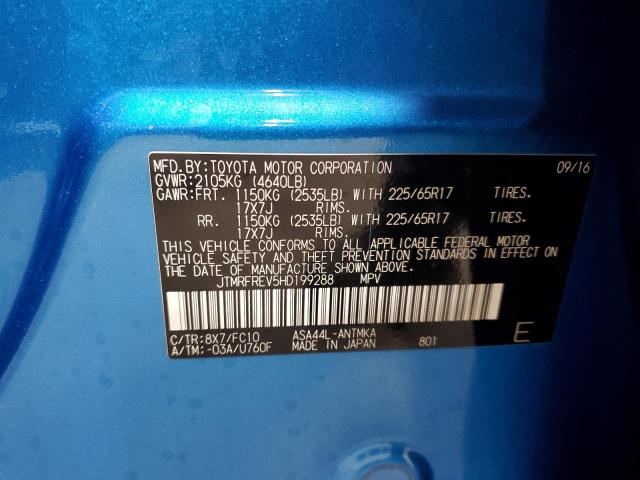 MFD.BY:TOYOTA MOTOR CORPORATION 09/16
GVWR:2105KG (4640LB)
GAWR:FRT. 1150KG (2535LB) WITH 225/65R17 TIRES.
17X7J RIMS.
RR. 1150KG (2535LB) WITH 225/65R17 TIRES.
17X7J RIMS.
THIS VEHICLE CONFORMS TO ALL APPLICABLE FEDERAL MOTOR
VEHICLE SAFETY AND THEFT PREVENTION STANDARDS IN EFFECT ON
THE DATE OF MANUFACTURE SHOWN ABOVE.
JTMRFREV5HD199288 MPV
C/TR:8X7/FC10 ASA44L-ANTMKA
A/TM:-03A/U760F MADE IN JAPAN 801 E